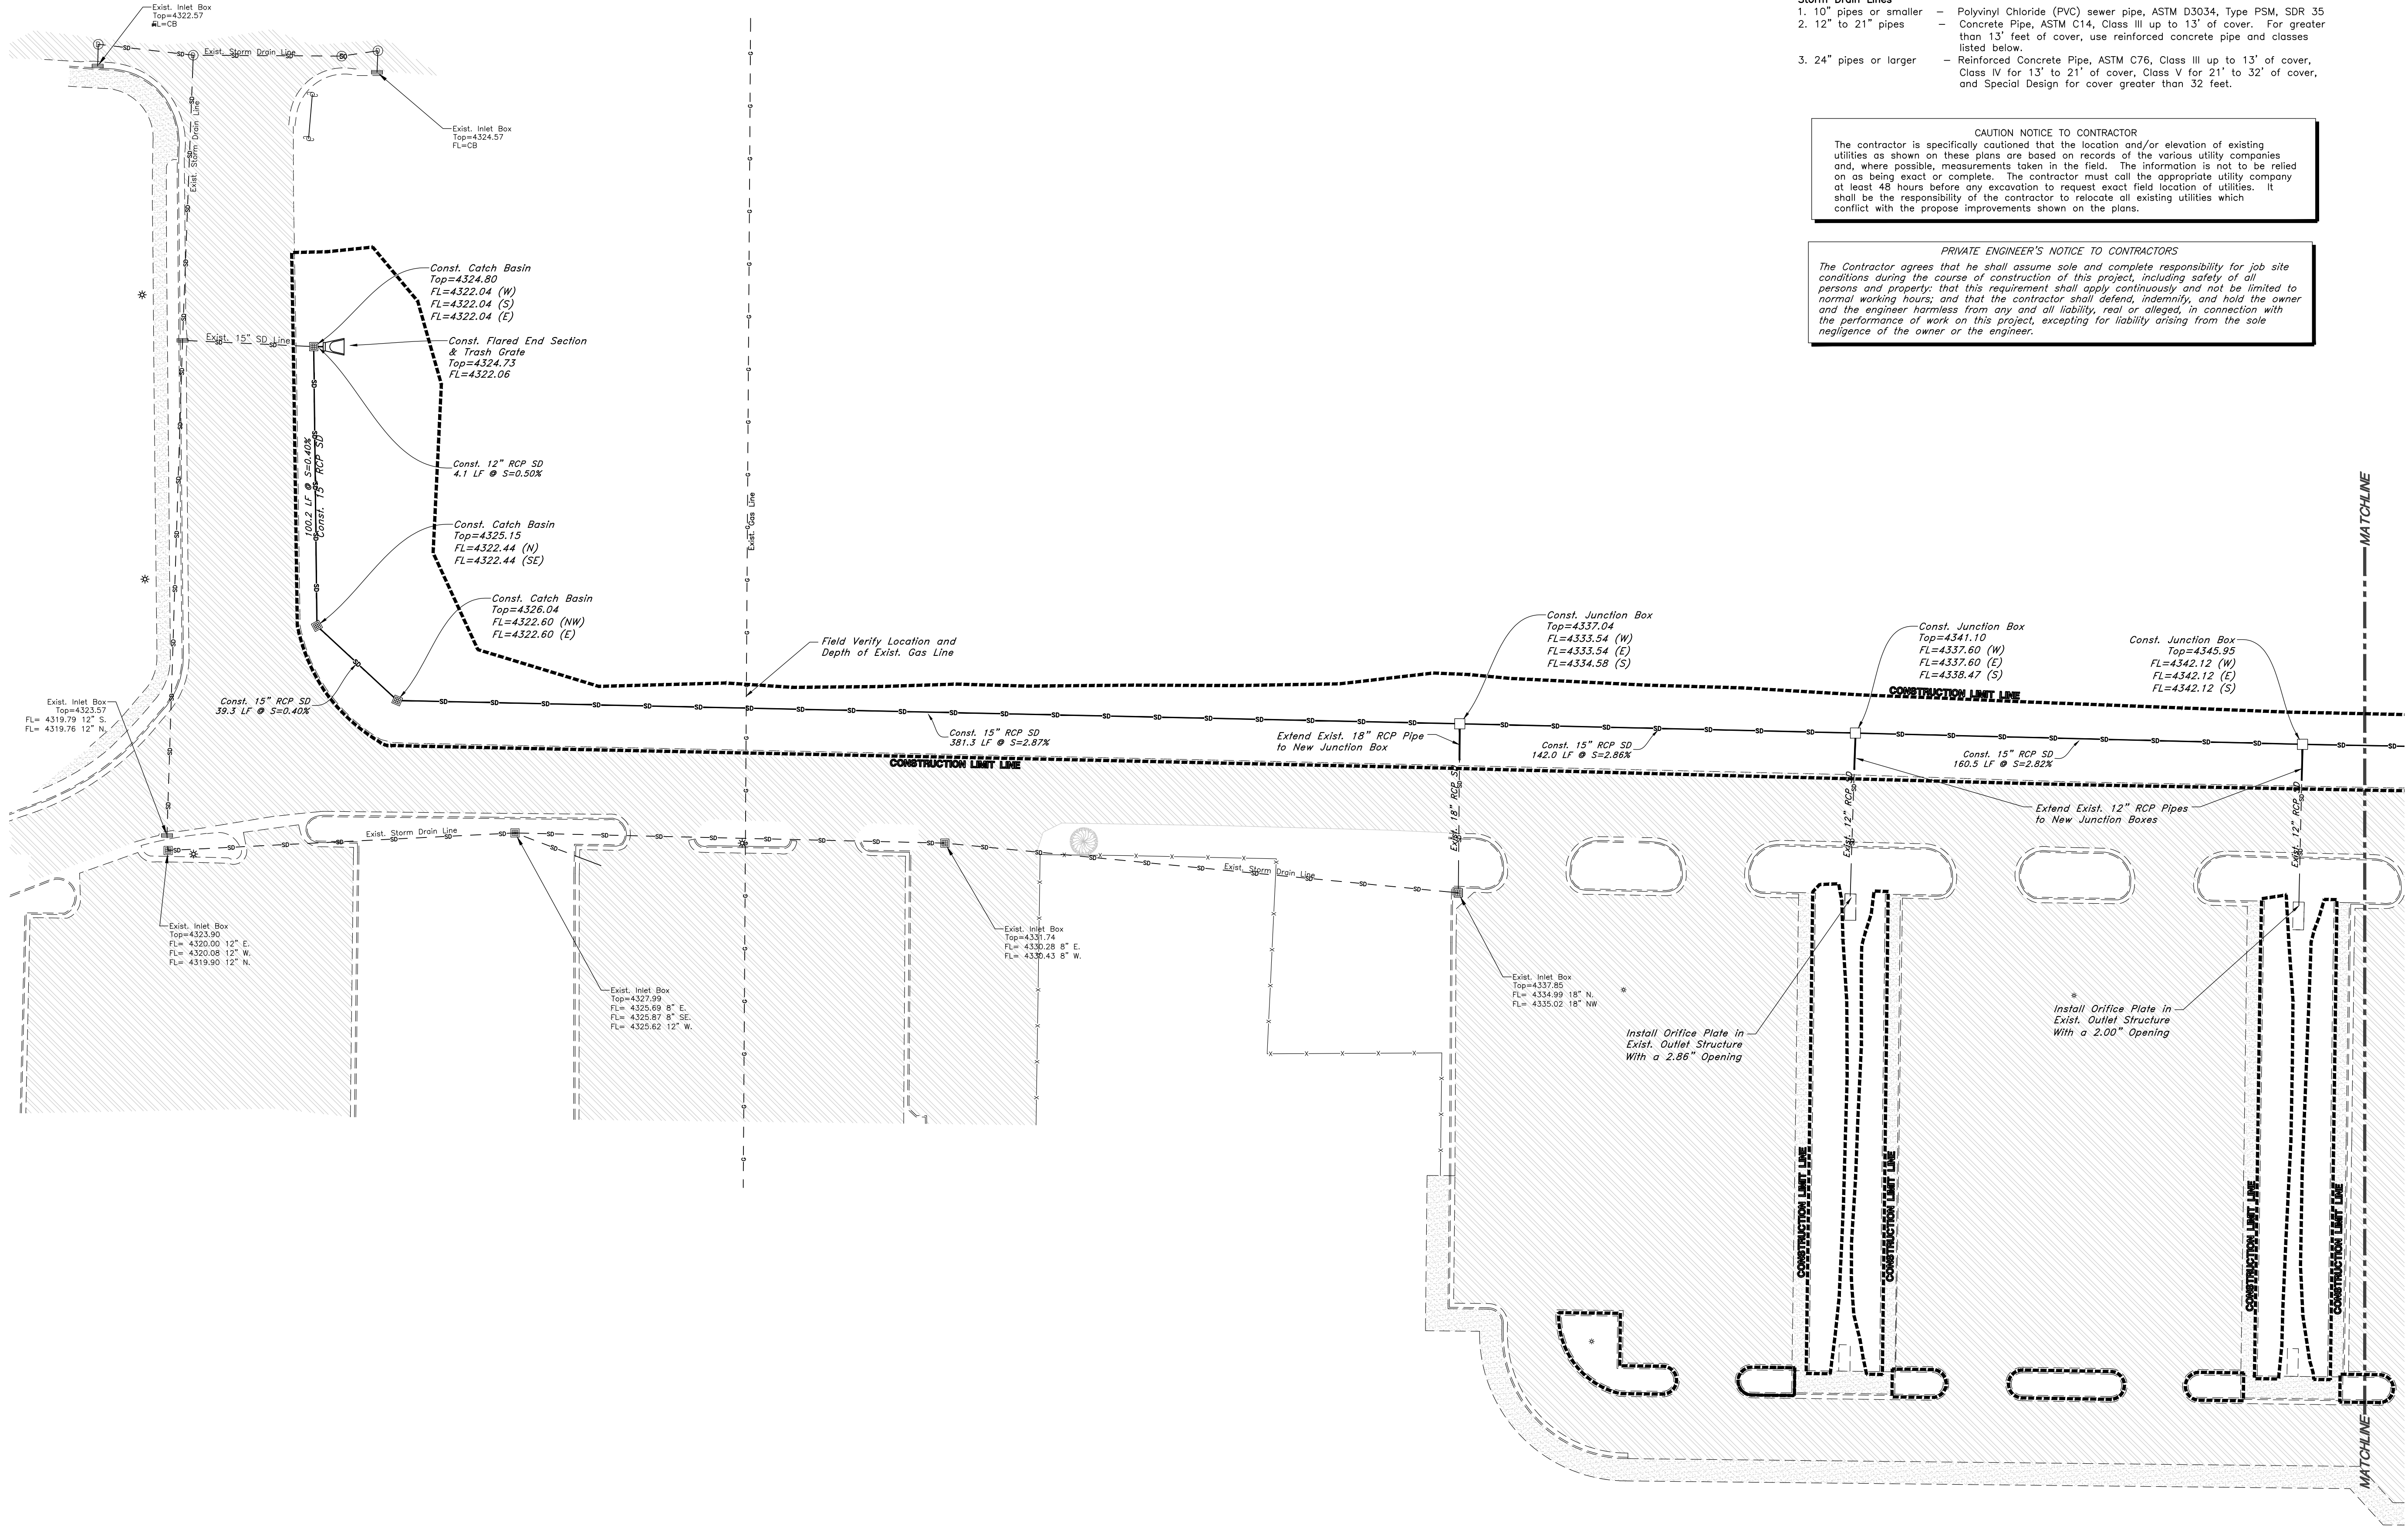 Storm Drain Lines
1. 10" pipes or smaller – Polyvinyl Chloride (PVC) sewer pipe, ASTM D3034, Type PSM, SDR 35
2. 12" to 21" pipes – Concrete Pipe, ASTM C14, Class III up to 13' of cover. For greater
than 13' feet of cover, use reinforced concrete pipe and classes
listed below.
3. 24" pipes or larger – Reinforced Concrete Pipe, ASTM C76, Class III up to 13' of cover,
Class IV for 13' to 21' of cover, Class V for 21' to 32' of cover,
and Special Design for cover greater than 32 feet.
CAUTION NOTICE TO CONTRACTOR
The contractor is specifically cautioned that the location and/or elevation of existing
utilities as shown on these plans are based on records of the various utility companies
and, where possible, measurements taken in the field. The information is not to be relied
on as being exact or complete. The contractor must call the appropriate utility company
at least 48 hours before any excavation to request exact field location of utilities. It
shall be the responsibility of the contractor to relocate all existing utilities which
conflict with the propose improvements shown on the plans.
PRIVATE ENGINEER'S NOTICE TO CONTRACTORS
The Contractor agrees that he shall assume sole and complete responsibility for job site
conditions during the course of construction of this project, including safety of all
persons and property: that this requirement shall apply continuously and not be limited to
normal working hours; and that the contractor shall defend, indemnify, and hold the owner
and the engineer harmless from any and all liability, real or alleged, in connection with
the performance of work on this project, excepting for liability arising from the sole
negligence of the owner or the engineer.
Exist. Inlet Box
Top=4322.57
FL=CB
Exist. Storm Drain Line
Exist. Storm Drain Line
Exist. Inlet Box
Top=4324.57
FL=CB
Const. Catch Basin
Top=4324.80
FL=4322.04 (W)
FL=4322.04 (S)
FL=4322.04 (E)
Exist. 15" SD Line
Const. Flared End Section
& Trash Grate
Top=4324.73
FL=4322.06
100.2 LF @ S=0.40%
Const. 15" RCP SD
Const. 12" RCP SD
4.1 LF @ S=0.50%
Const. Catch Basin
Top=4325.15
FL=4322.44 (N)
FL=4322.44 (SE)
Const. Catch Basin
Top=4326.04
FL=4322.60 (NW)
FL=4322.60 (E)
Exist. Gas Line
Field Verify Location and
Depth of Exist. Gas Line
Const. Junction Box
Top=4337.04
FL=4333.54 (W)
FL=4333.54 (E)
FL=4334.58 (S)
Const. Junction Box
Top=4341.10
FL=4337.60 (W)
FL=4337.60 (E)
FL=4338.47 (S)
Const. Junction Box
Top=4345.95
FL=4342.12 (W)
FL=4342.12 (E)
FL=4342.12 (S)
MATCHLINE
CONSTRUCTION LIMIT LINE
Exist. Inlet Box
Top=4323.57
FL= 4319.79 12" S.
FL= 4319.76 12" N.
Const. 15" RCP SD
39.3 LF @ S=0.40%
Const. 15" RCP SD
381.3 LF @ S=2.87%
Extend Exist. 18" RCP Pipe
to New Junction Box
Const. 15" RCP SD
142.0 LF @ S=2.86%
Const. 15" RCP SD
160.5 LF @ S=2.82%
CONSTRUCTION LIMIT LINE
Exist. 18" RCP SD
Exist. 12" RCP SD
Exist. 12" RCP SD
Extend Exist. 12" RCP Pipes
to New Junction Boxes
Exist. Storm Drain Line
Exist. Storm Drain Line
Exist. Inlet Box
Top=4323.90
FL= 4320.00 12" E.
FL= 4320.08 12" W.
FL= 4319.90 12" N.
Exist. Inlet Box
Top=4327.99
FL= 4325.69 8" E.
FL= 4325.87 8" SE.
FL= 4325.62 12" W.
Exist. Inlet Box
Top=4331.74
FL= 4330.28 8" E.
FL= 4330.43 8" W.
Exist. Inlet Box
Top=4337.85
FL= 4334.99 18" N.
FL= 4335.02 18" NW
Install Orifice Plate in
Exist. Outlet Structure
With a 2.86" Opening
Install Orifice Plate in
Exist. Outlet Structure
With a 2.00" Opening
CONSTRUCTION LIMIT LINE
CONSTRUCTION LIMIT LINE
CONSTRUCTION LIMIT LINE
CONSTRUCTION LIMIT LINE
MATCHLINE